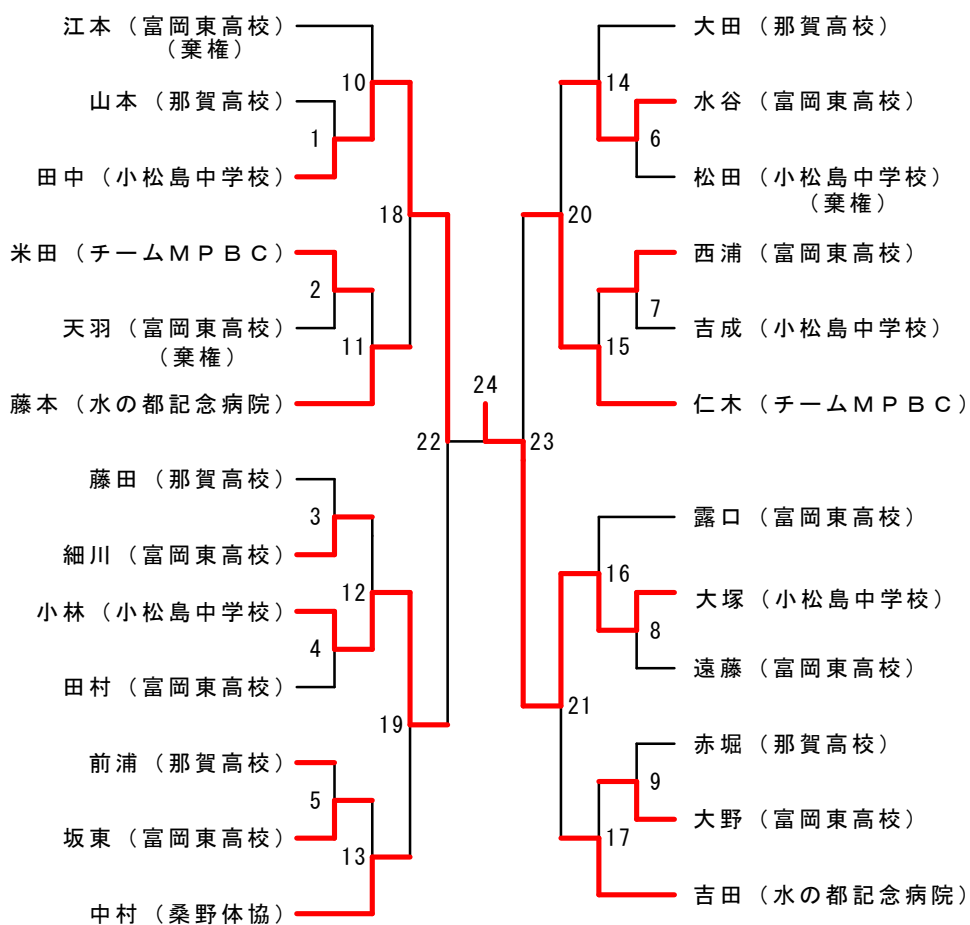 江本（富岡東高校）
（棄権）
10
山本（那賀高校）
1
田中（小松島中学校）
18
米田（チームＭＰＢＣ）
2
天羽（富岡東高校）
（棄権）
11
藤本（水の都記念病院）
22
藤田（那賀高校）
3
細川（富岡東高校）
12
小林（小松島中学校）
4
田村（富岡東高校）
19
前浦（那賀高校）
5
坂東（富岡東高校）
13
中村（桑野体協）
24
大田（那賀高校）
14
水谷（富岡東高校）
6
松田（小松島中学校）
（棄権）
20
西浦（富岡東高校）
7
吉成（小松島中学校）
15
仁木（チームＭＰＢＣ）
23
露口（富岡東高校）
16
大塚（小松島中学校）
8
遠藤（富岡東高校）
21
赤堀（那賀高校）
9
大野（富岡東高校）
17
吉田（水の都記念病院）